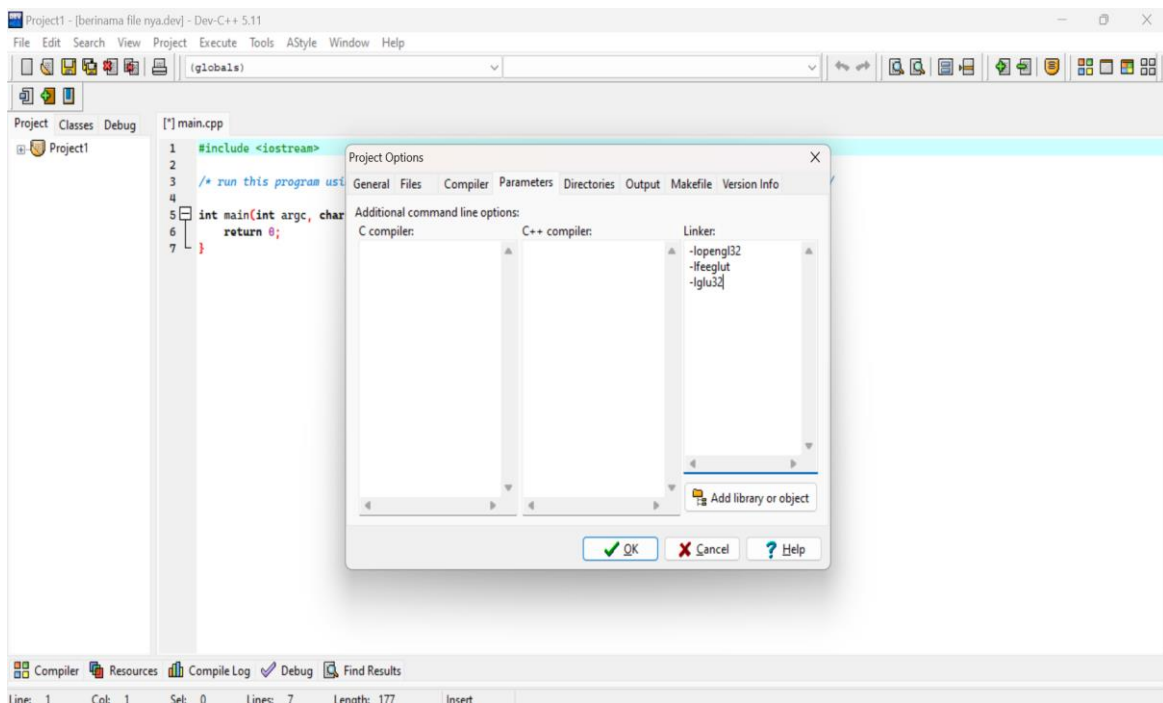 Project1 - [berinama file nya.dev] - Dev-C++ 5.11
File Edit Search View Project Execute Tools AStyle Window Help
(globals)
Project Classes Debug
[*] main.cpp
Project1
1 #include <iostream>
2
3 /* run this program usi
4
5 int main(int argc, char
6 return 0;
7 }
Project Options
General Files Compiler Parameters Directories Output Makefile Version Info
Additional command line options:
C compiler: C++ compiler: Linker:
-lopengl32
-lfeeglut
-lglu32
Add library or object
OK Cancel Help
Compiler Resources Compile Log Debug Find Results
Line: 1 Col: 1 Sel: 0 Lines: 7 Length: 177 Insert